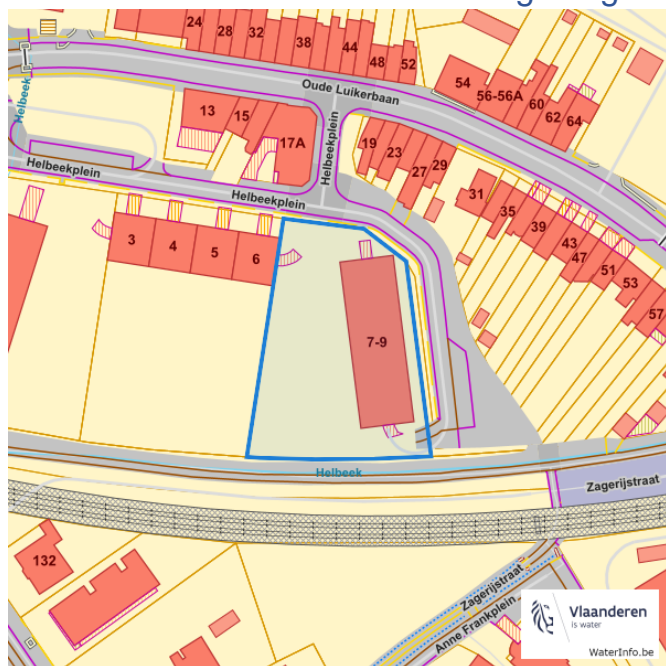 24
28
32
38
44
48
52
54
56-56A
60
62
64
Oude Luikerbaan
Helbeek
13
15
17A
Helbeekplein
19
23
27
29
31
35
39
43
47
51
53
57
Helbeekplein
Helbeekplein
3
4
5
6
7-9
Helbeek
Zagerijstraat
132
Zagerijstraat
Anne Frankplein
Vlaanderen
is water
WaterInfo.be